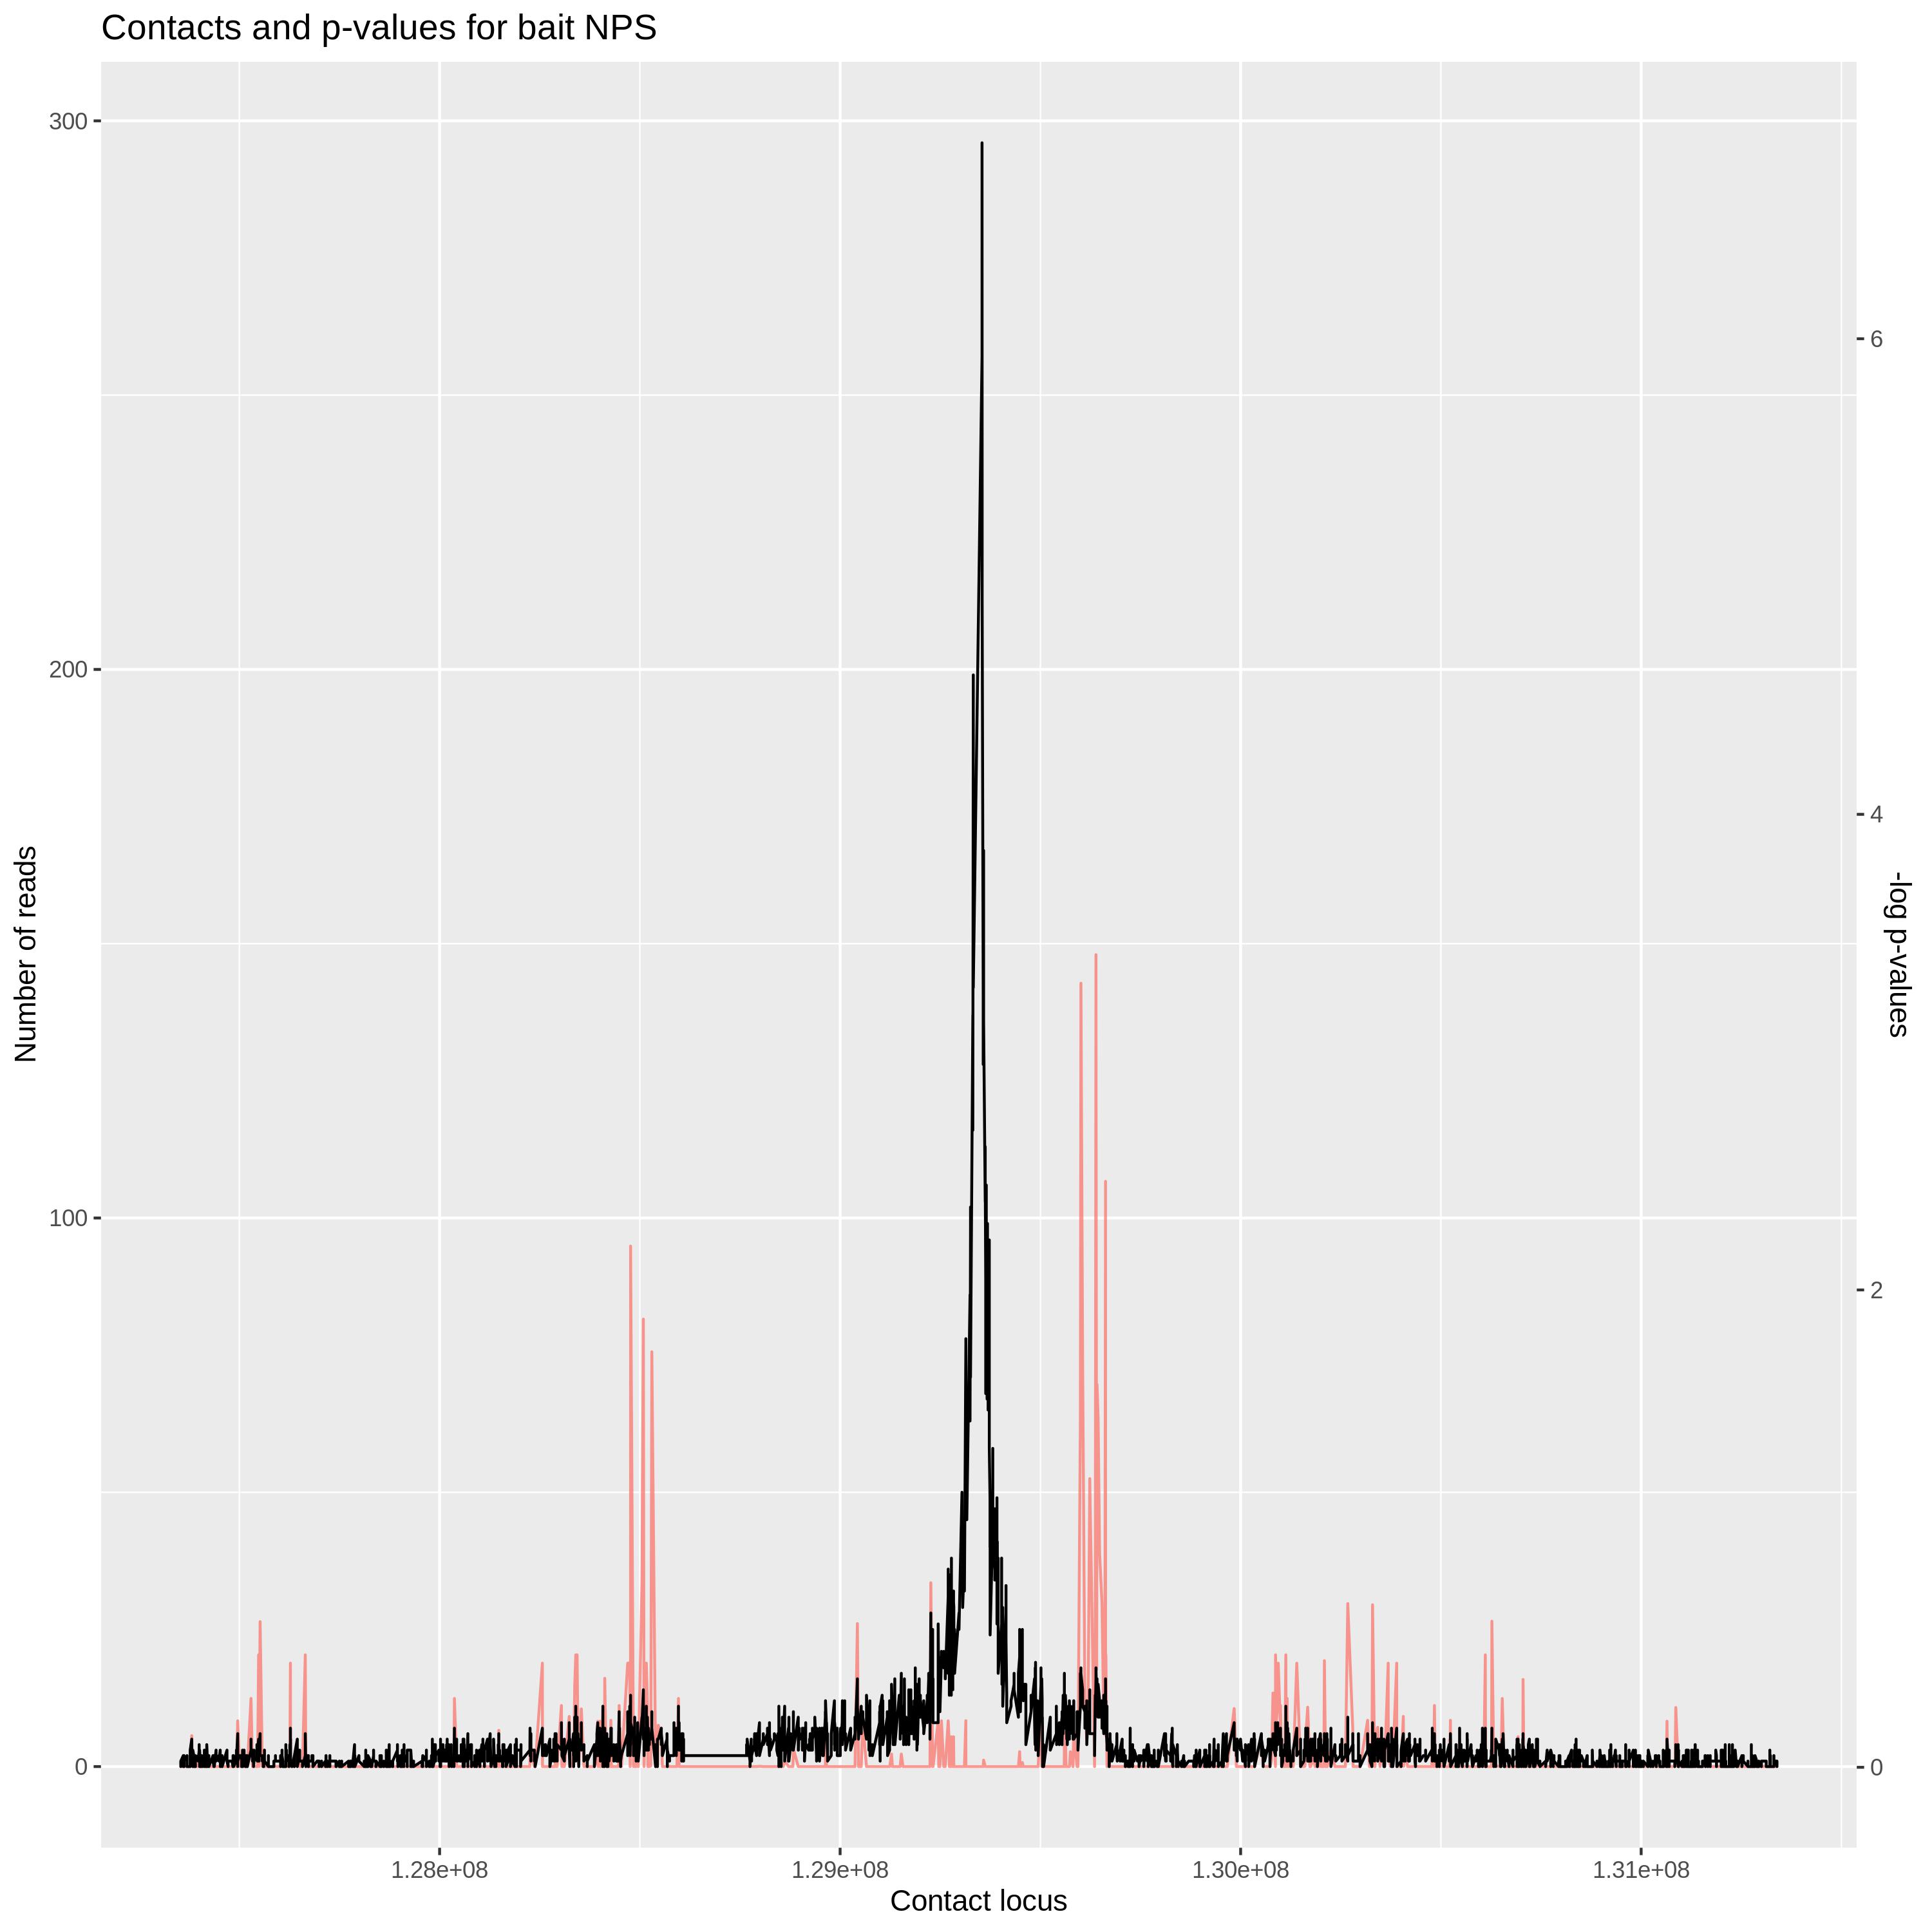 Contacts and p-values for bait NPS
300
200
100
0
Number of reads
6
4
2
0
-log p-values
1.28e+08
1.29e+08
1.30e+08
1.31e+08
Contact locus